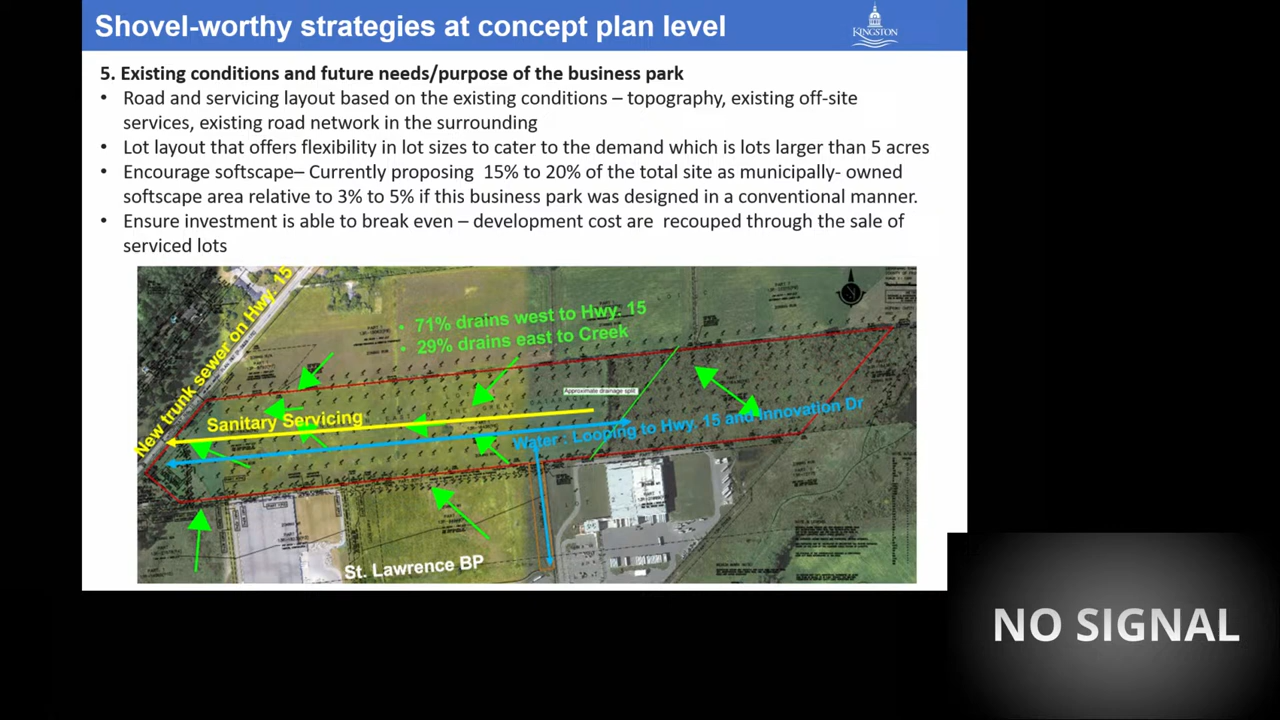 Shovel-worthy strategies at concept plan level
KINGSTON
5. Existing conditions and future needs/purpose of the business park
• Road and servicing layout based on the existing conditions – topography, existing off-site
services, existing road network in the surrounding
• Lot layout that offers flexibility in lot sizes to cater to the demand which is lots larger than 5 acres
• Encourage softscape– Currently proposing 15% to 20% of the total site as municipally- owned
softscape area relative to 3% to 5% if this business park was designed in a conventional manner.
• Ensure investment is able to break even – development cost are recouped through the sale of
serviced lots
New trunk sewer on Hwy. 15
• 71% drains west to Hwy. 15
• 29% drains east to Creek
Approximate drainage split
Sanitary Servicing
Water : Looping to Hwy. 15 and Innovation Dr
St. Lawrence BP
NO SIGNAL